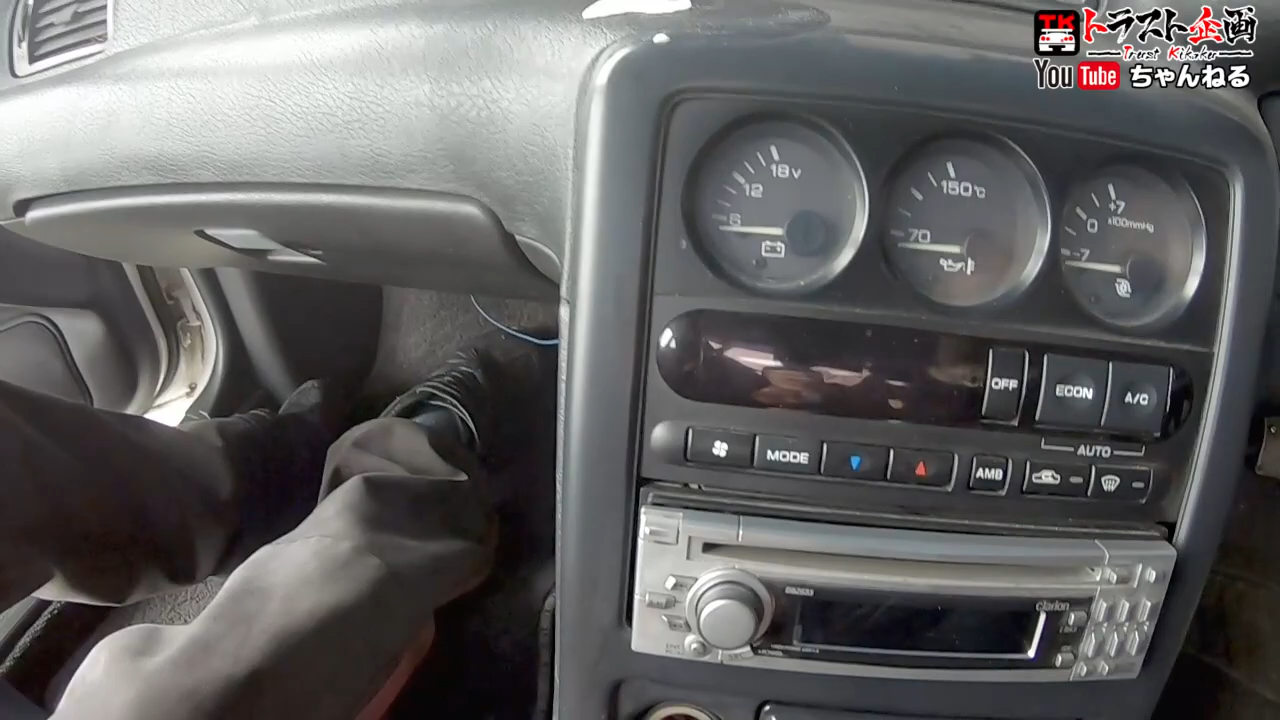 TK トラスト企画
Trust Kikaku
YouTube ちゃんねる
18V
12
6
150℃
70
+7
0
x100mmHg
-7
OFF
ECON
A/C
AUTO
MODE
AMB
clarion